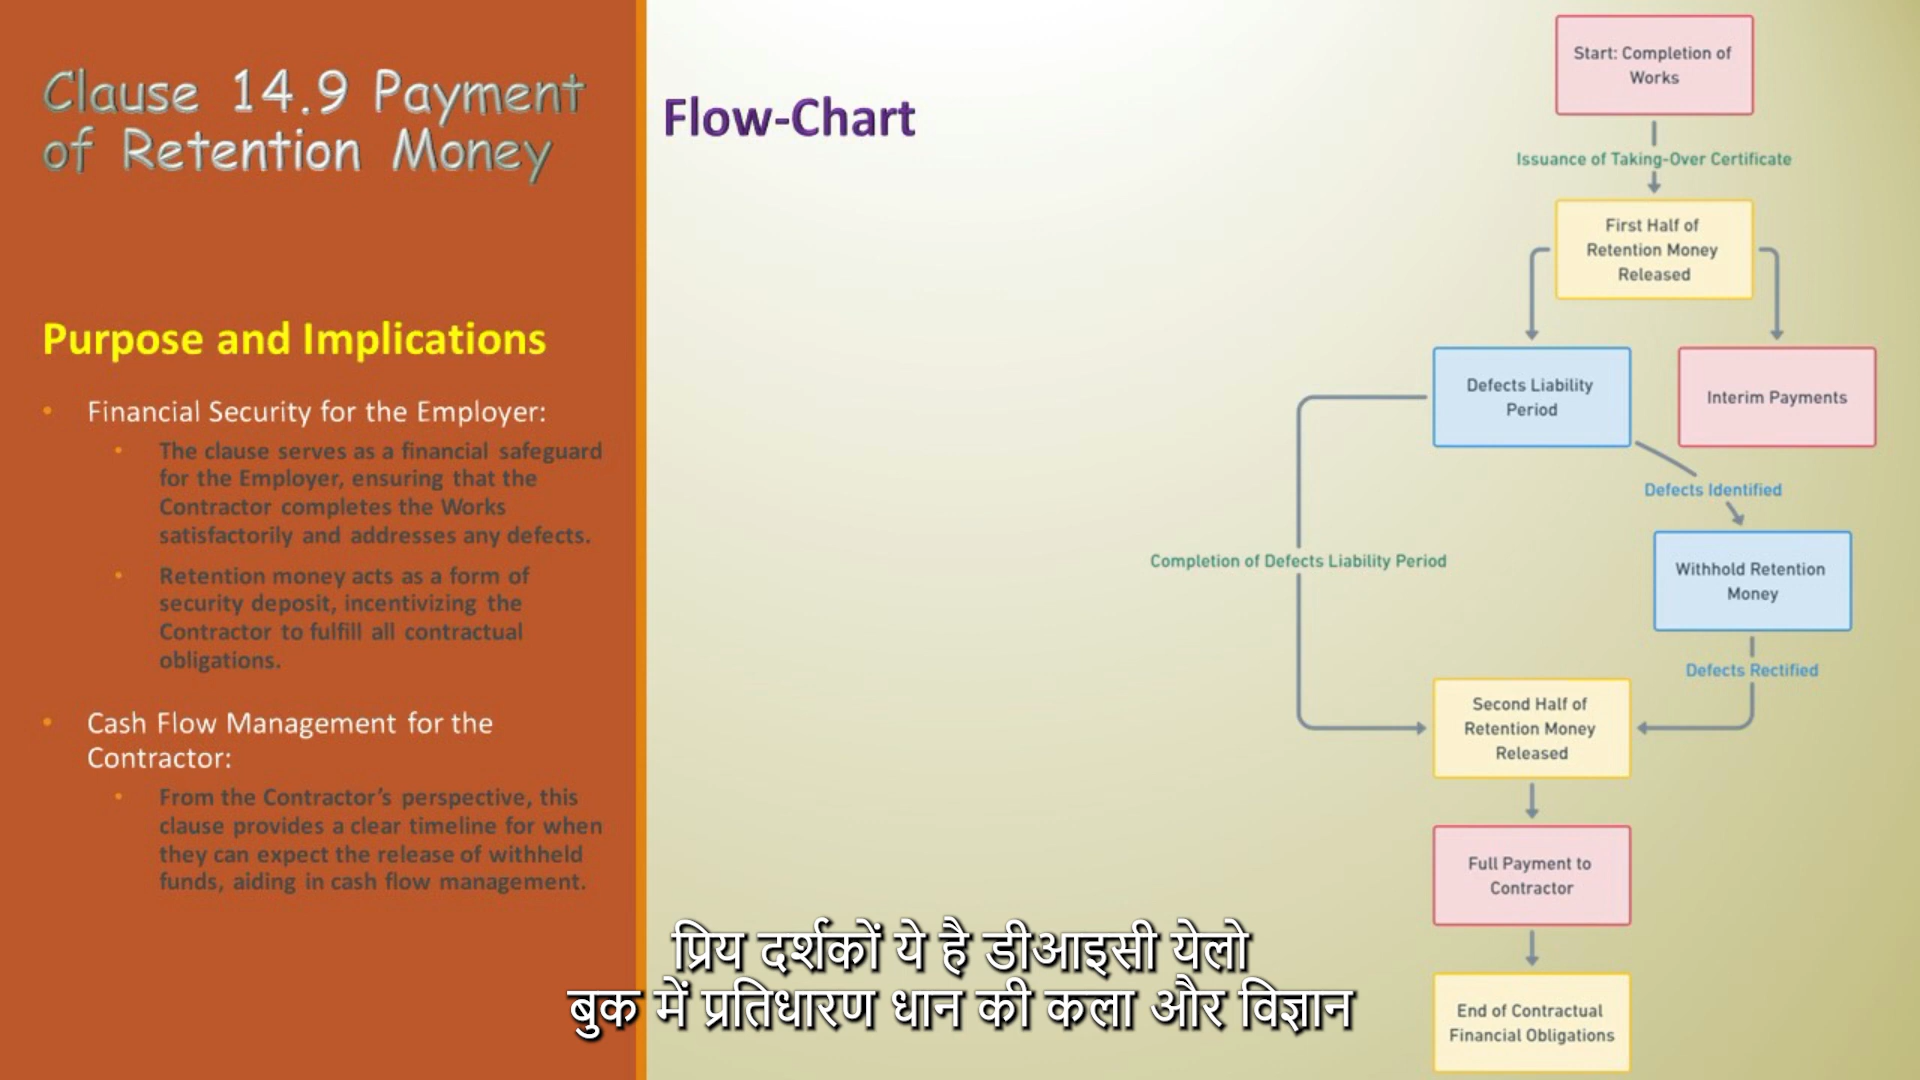 Clause 14.9 Payment
of Retention Money
Purpose and Implications
• Financial Security for the Employer:
• The clause serves as a financial safeguard
for the Employer, ensuring that the
Contractor completes the Works
satisfactorily and addresses any defects.
• Retention money acts as a form of
security deposit, incentivizing the
Contractor to fulfill all contractual
obligations.
• Cash Flow Management for the
Contractor:
• From the Contractor’s perspective, this
clause provides a clear timeline for when
they can expect the release of withheld
funds, aiding in cash flow management.
Flow-Chart
Start: Completion of
Works
Issuance of Taking-Over Certificate
First Half of
Retention Money
Released
Defects Liability
Period
Interim Payments
Defects Identified
Completion of Defects Liability Period
Withhold Retention
Money
Defects Rectified
Second Half of
Retention Money
Released
Full Payment to
Contractor
End of Contractual
Financial Obligations
प्रिय दर्शकों ये है डीआइसी येलो
बुक में प्रतिधारण धान की कला और विज्ञान